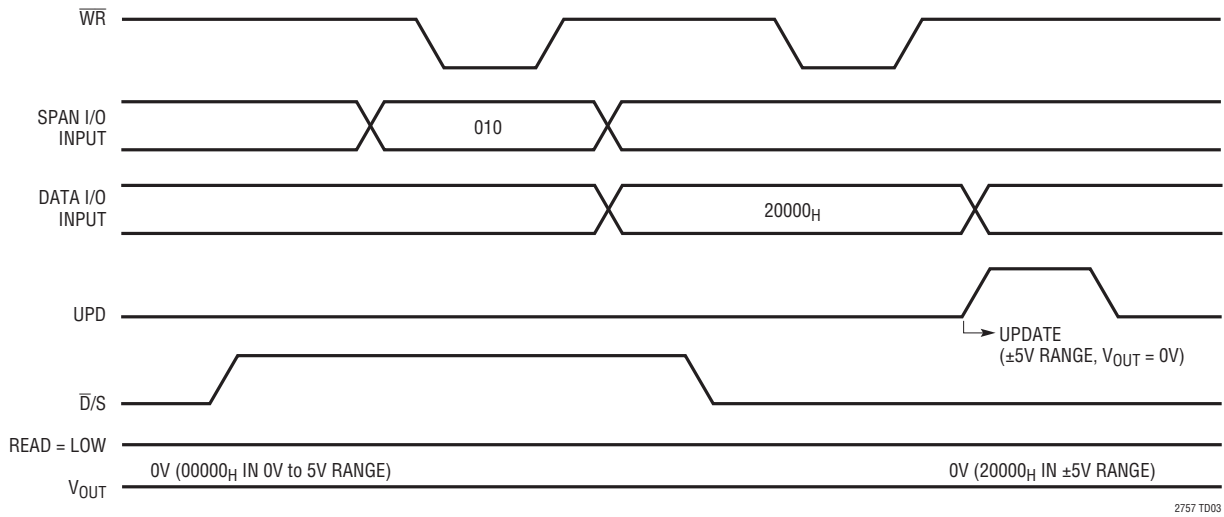 W̅R̅
SPAN I/O
INPUT
010
DATA I/O
INPUT
20000H
UPD
UPDATE
(±5V RANGE, VOUT = 0V)
D̅/S
READ = LOW
0V (00000H IN 0V to 5V RANGE)
0V (20000H IN ±5V RANGE)
VOUT
2757 TD03